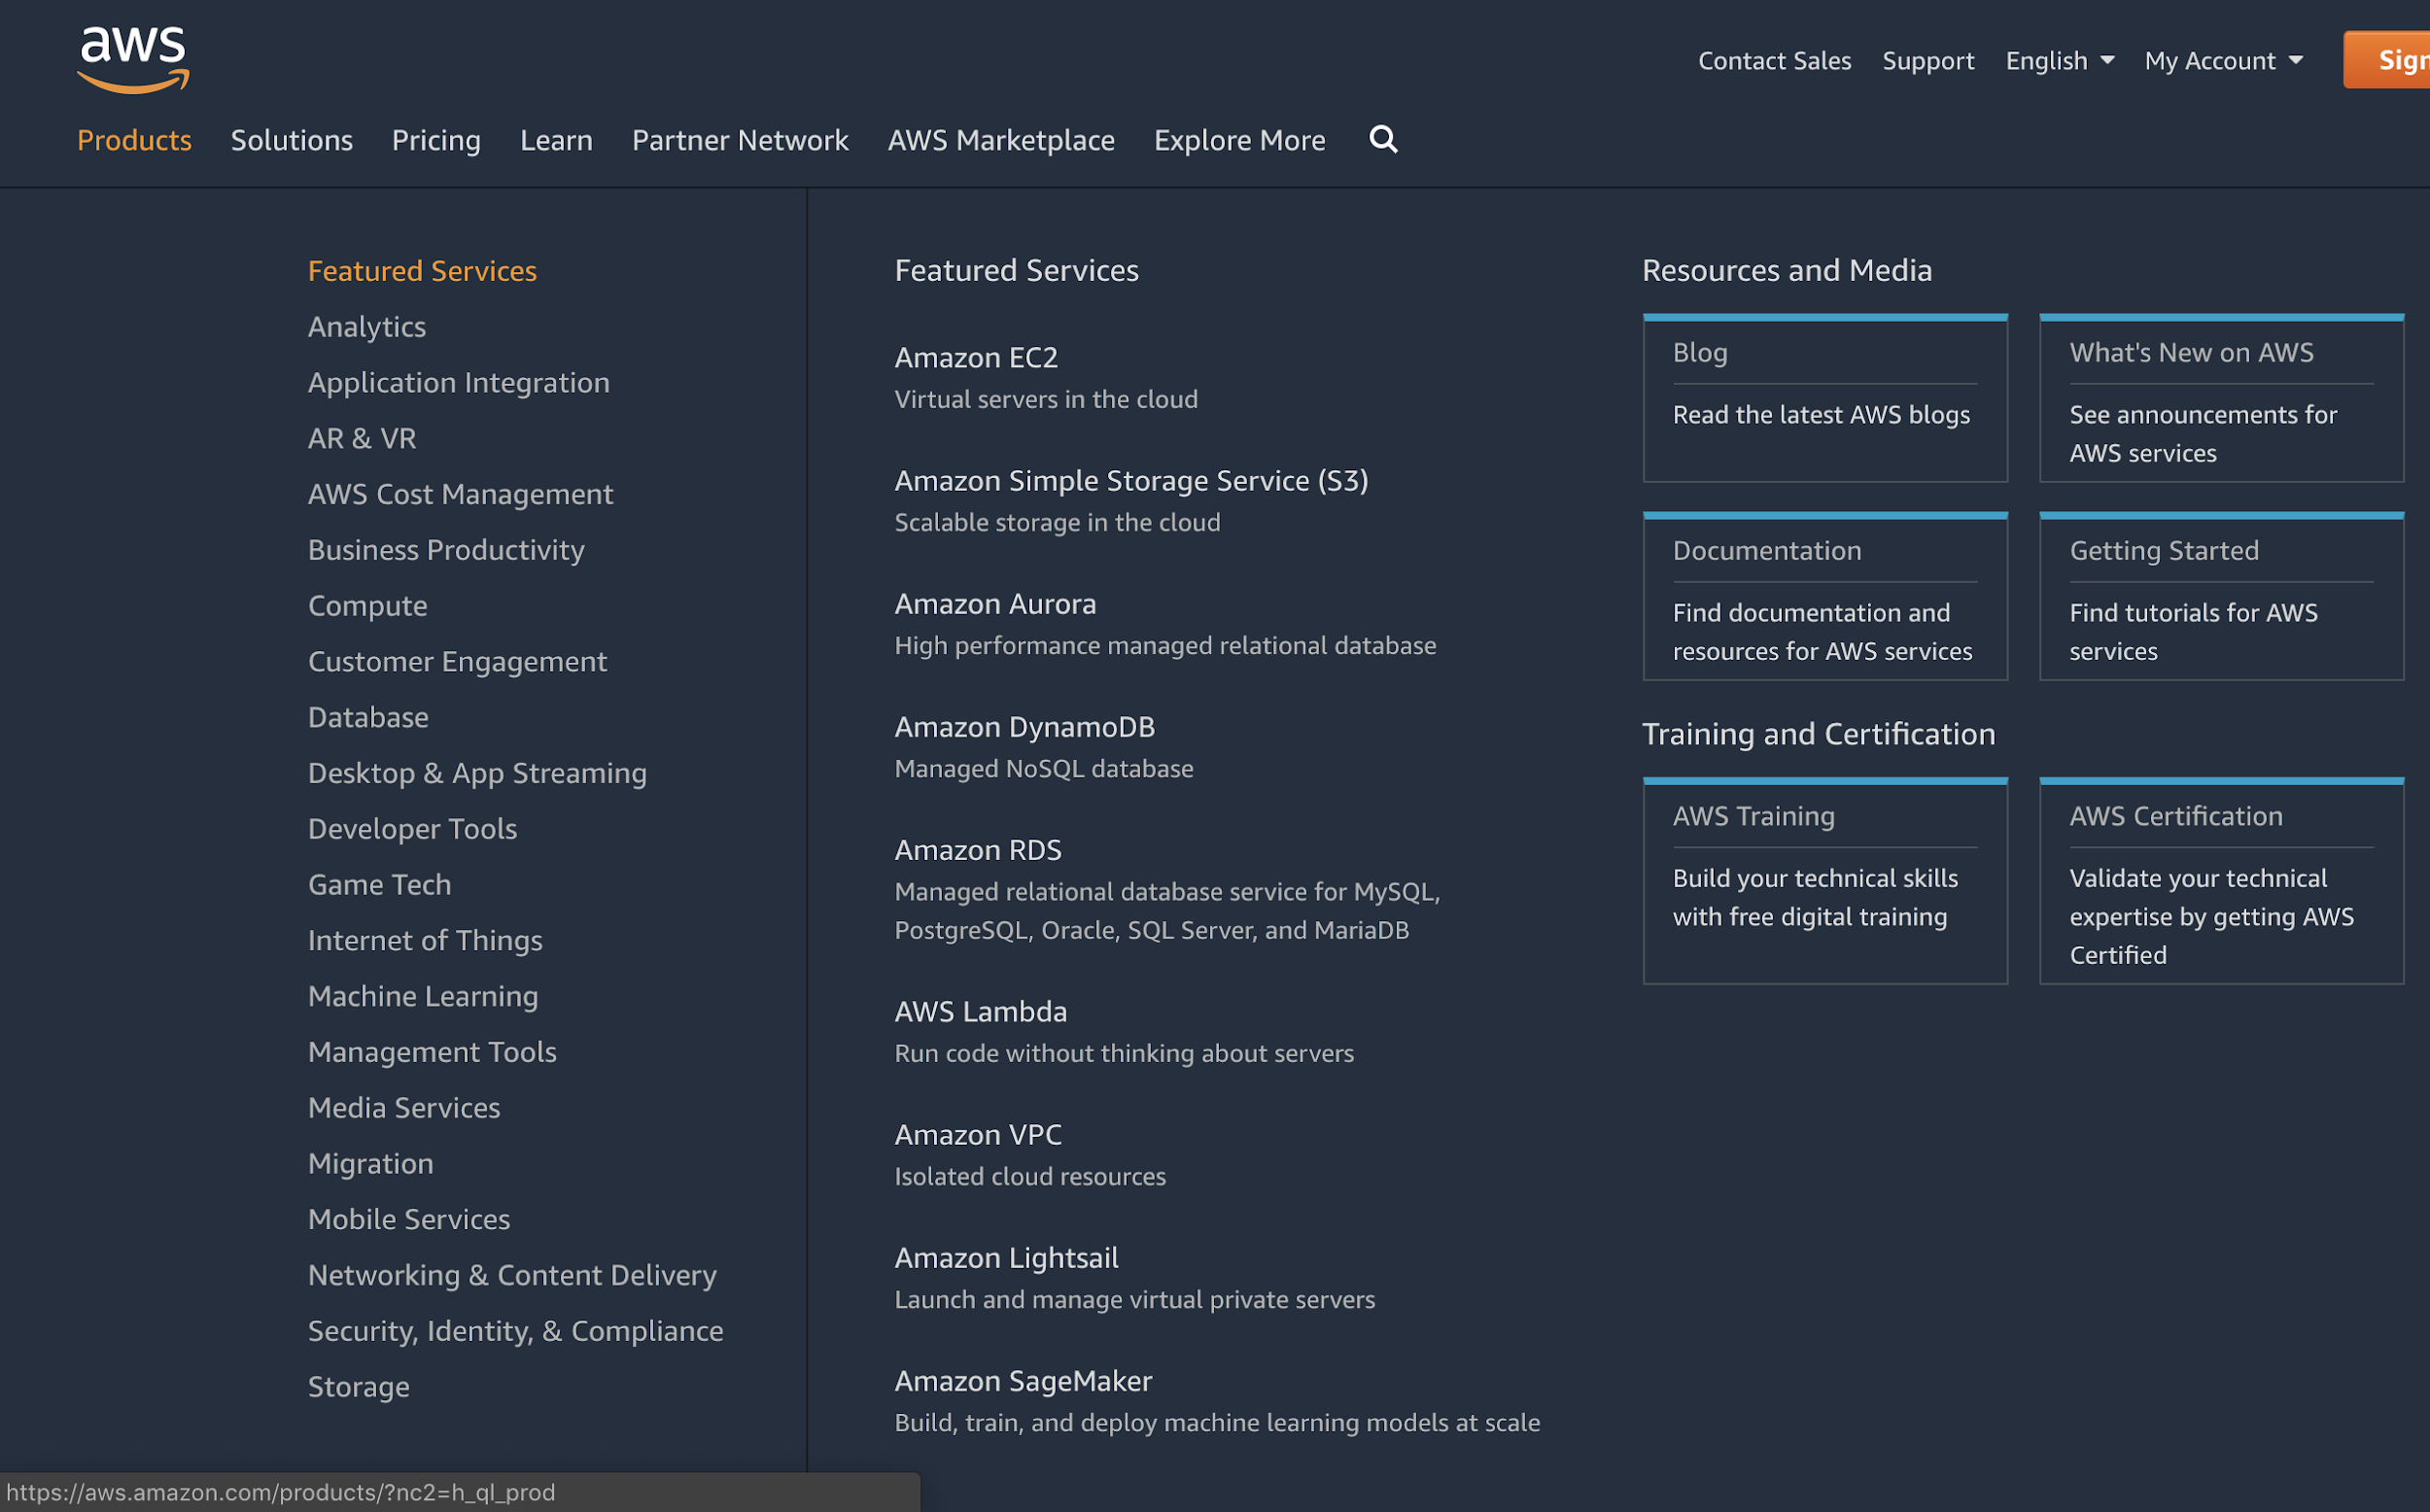 aws
Contact Sales Support English My Account Sign
Products Solutions Pricing Learn Partner Network AWS Marketplace Explore More
Featured Services
Analytics
Application Integration
AR & VR
AWS Cost Management
Business Productivity
Compute
Customer Engagement
Database
Desktop & App Streaming
Developer Tools
Game Tech
Internet of Things
Machine Learning
Management Tools
Media Services
Migration
Mobile Services
Networking & Content Delivery
Security, Identity, & Compliance
Storage
Featured Services
Amazon EC2
Virtual servers in the cloud
Amazon Simple Storage Service (S3)
Scalable storage in the cloud
Amazon Aurora
High performance managed relational database
Amazon DynamoDB
Managed NoSQL database
Amazon RDS
Managed relational database service for MySQL,
PostgreSQL, Oracle, SQL Server, and MariaDB
AWS Lambda
Run code without thinking about servers
Amazon VPC
Isolated cloud resources
Amazon Lightsail
Launch and manage virtual private servers
Amazon SageMaker
Build, train, and deploy machine learning models at scale
Resources and Media
Blog
Read the latest AWS blogs
What's New on AWS
See announcements for
AWS services
Documentation
Find documentation and
resources for AWS services
Getting Started
Find tutorials for AWS
services
Training and Certification
AWS Training
Build your technical skills
with free digital training
AWS Certification
Validate your technical
expertise by getting AWS
Certified
https://aws.amazon.com/products/?nc2=h_ql_prod